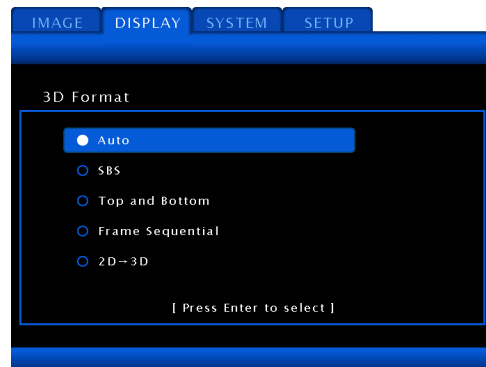 IMAGE DISPLAY SYSTEM SETUP
3D Format
Auto
SBS
Top and Bottom
Frame Sequential
2D→3D
[ Press Enter to select ]